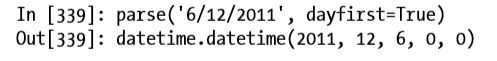 In [339]: parse('6/12/2011', dayfirst=True)
Out[339]: datetime.datetime(2011, 12, 6, 0, 0)